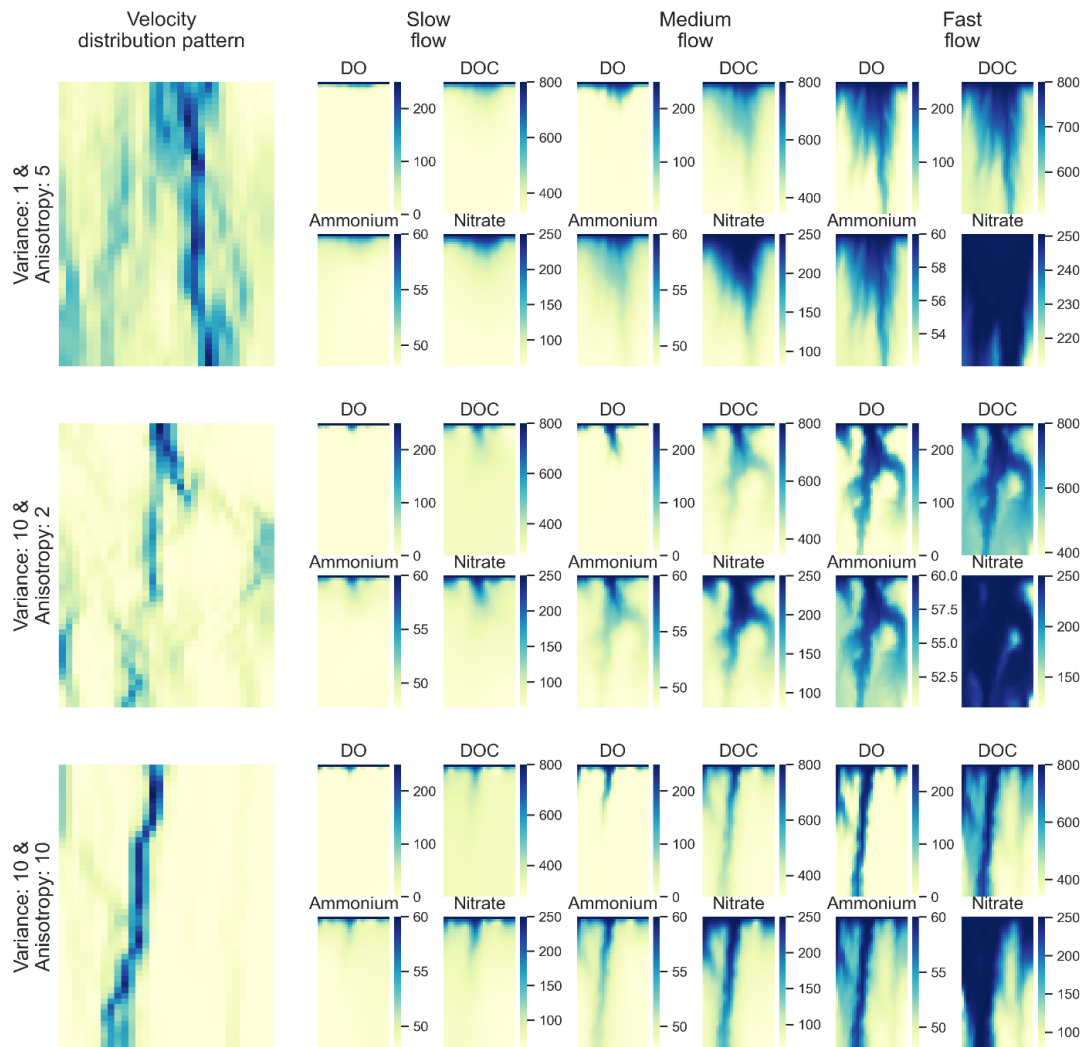 Velocity
distribution pattern
Slow
flow
Medium
flow
Fast
flow
Variance: 1 &
Anisotropy: 5
DO
DOC
DO
DOC
DO
DOC
200
100
0
800
600
400
200
100
800
600
400
200
100
800
700
600
Ammonium
Nitrate
Ammonium
Nitrate
Ammonium
Nitrate
60
55
50
250
200
150
100
60
55
50
250
200
150
100
60
58
56
54
250
240
230
220
Variance: 10 &
Anisotropy: 2
DO
DOC
DO
DOC
DO
DOC
200
100
0
800
600
400
200
100
0
800
600
400
200
100
0
800
600
400
Ammonium
Nitrate
Ammonium
Nitrate
Ammonium
Nitrate
60
55
50
250
200
150
100
60
55
50
250
200
150
100
60.0
57.5
55.0
52.5
250
200
150
Variance: 10 &
Anisotropy: 10
DO
DOC
DO
DOC
DO
DOC
200
100
0
800
600
400
200
100
0
800
600
400
200
100
0
800
600
400
Ammonium
Nitrate
Ammonium
Nitrate
Ammonium
Nitrate
60
55
50
250
200
150
100
60
55
50
250
200
150
100
60
55
50
250
200
150
100